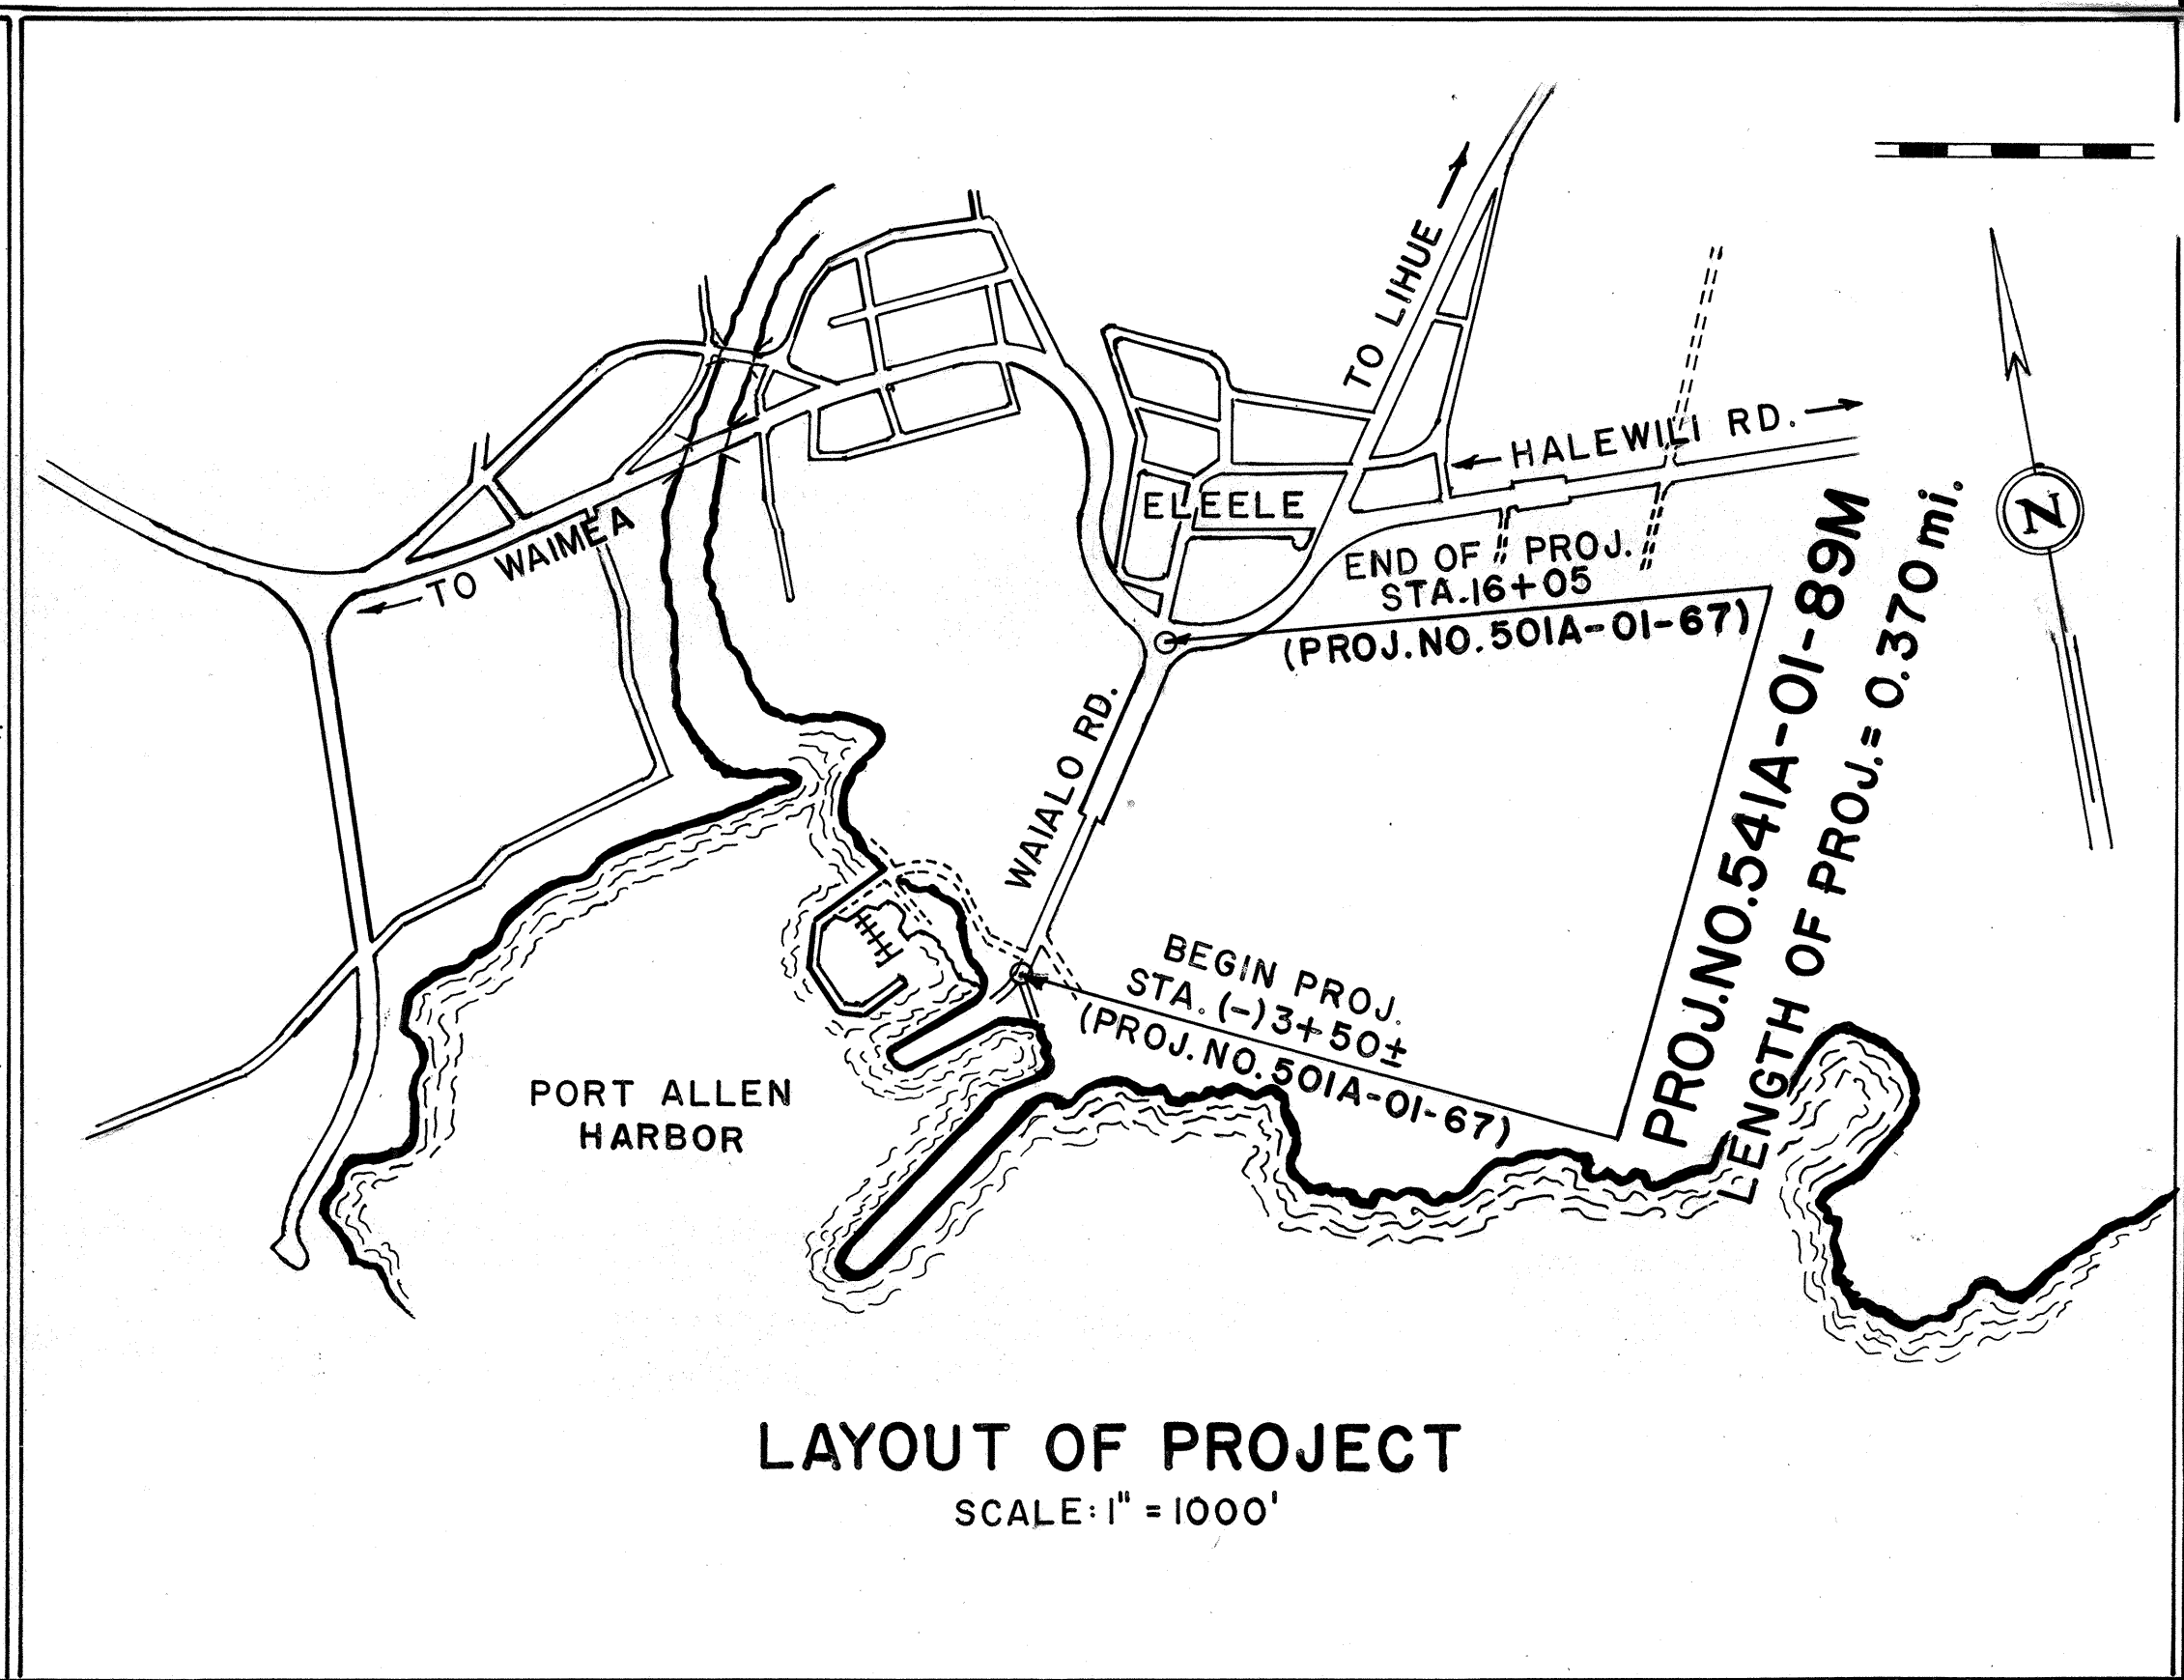 TO LIHUE
HALEWILI RD.
N
ELEELE
TO WAIMEA
END OF PROJ.
STA.16+05
(PROJ.NO.501A-01-67)
WAIALO RD.
PROJ.NO.541A-01-89M
LENGTH OF PROJ.= 0.370 mi.
BEGIN PROJ.
STA. (-)3+50±
(PROJ.NO.501A-01-67)
PORT ALLEN
HARBOR
LAYOUT OF PROJECT
SCALE: 1" = 1000'